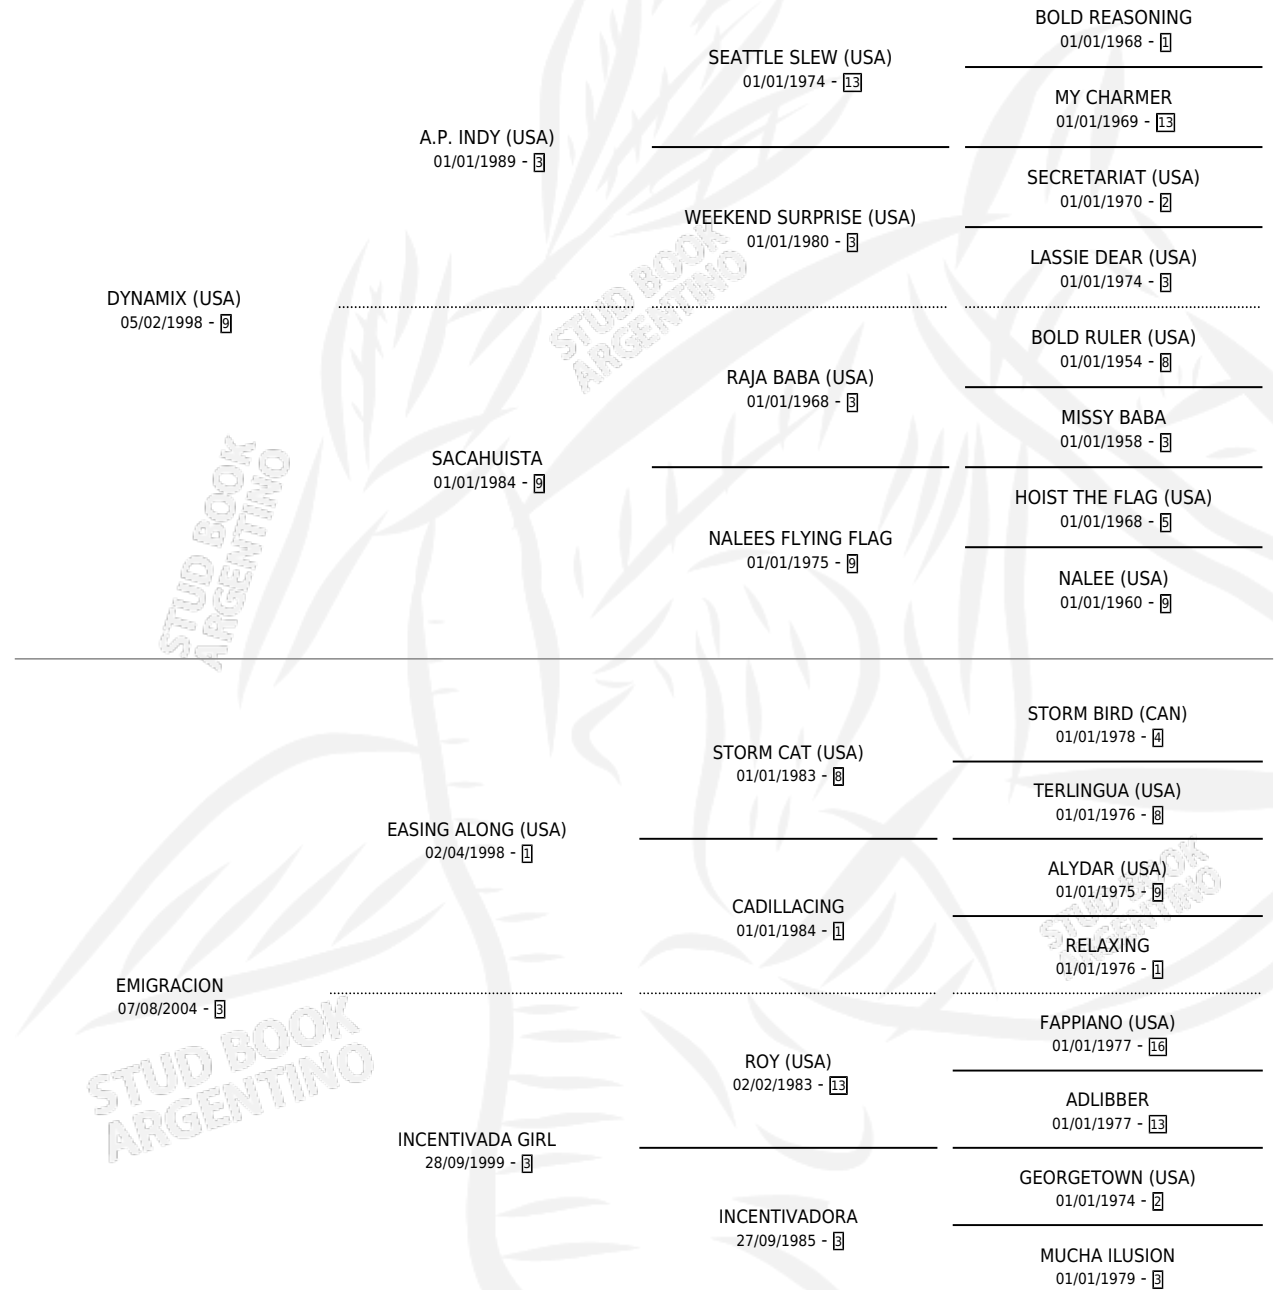 BOLD REASONING
01/01/1968 - 1
SEATTLE SLEW (USA)
01/01/1974 - 13
MY CHARMER
01/01/1969 - 13
A.P. INDY (USA)
01/01/1989 - 3
SECRETARIAT (USA)
01/01/1970 - 2
WEEKEND SURPRISE (USA)
01/01/1980 - 3
LASSIE DEAR (USA)
01/01/1974 - 3
DYNAMIX (USA)
05/02/1998 - 9
BOLD RULER (USA)
01/01/1954 - 8
RAJA BABA (USA)
01/01/1968 - 3
MISSY BABA
01/01/1958 - 3
SACAHUISTA
01/01/1984 - 9
HOIST THE FLAG (USA)
01/01/1968 - 5
NALEES FLYING FLAG
01/01/1975 - 9
NALEE (USA)
01/01/1960 - 9
STORM BIRD (CAN)
01/01/1978 - 4
STORM CAT (USA)
01/01/1983 - 8
TERLINGUA (USA)
01/01/1976 - 8
EASING ALONG (USA)
02/04/1998 - 1
ALYDAR (USA)
01/01/1975 - 9
CADILLACING
01/01/1984 - 1
RELAXING
01/01/1976 - 1
EMIGRACION
07/08/2004 - 3
FAPPIANO (USA)
01/01/1977 - 16
ROY (USA)
02/02/1983 - 13
ADLIBBER
01/01/1977 - 13
INCENTIVADA GIRL
28/09/1999 - 3
GEORGETOWN (USA)
01/01/1974 - 2
INCENTIVADORA
27/09/1985 - 3
MUCHA ILUSION
01/01/1979 - 3
STUD BOOK
ARGENTINO
STUD BOOK
ARGENTINO
STUD BOOK
ARGENTINO
STUD BOOK
ARGENTINO